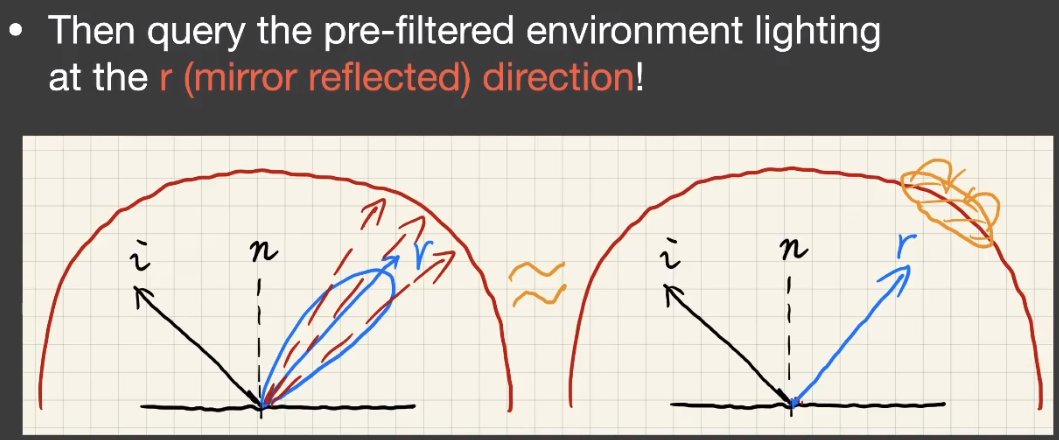 • Then query the pre-filtered environment lighting
at the r (mirror reflected) direction!
i n r ≈ i n r